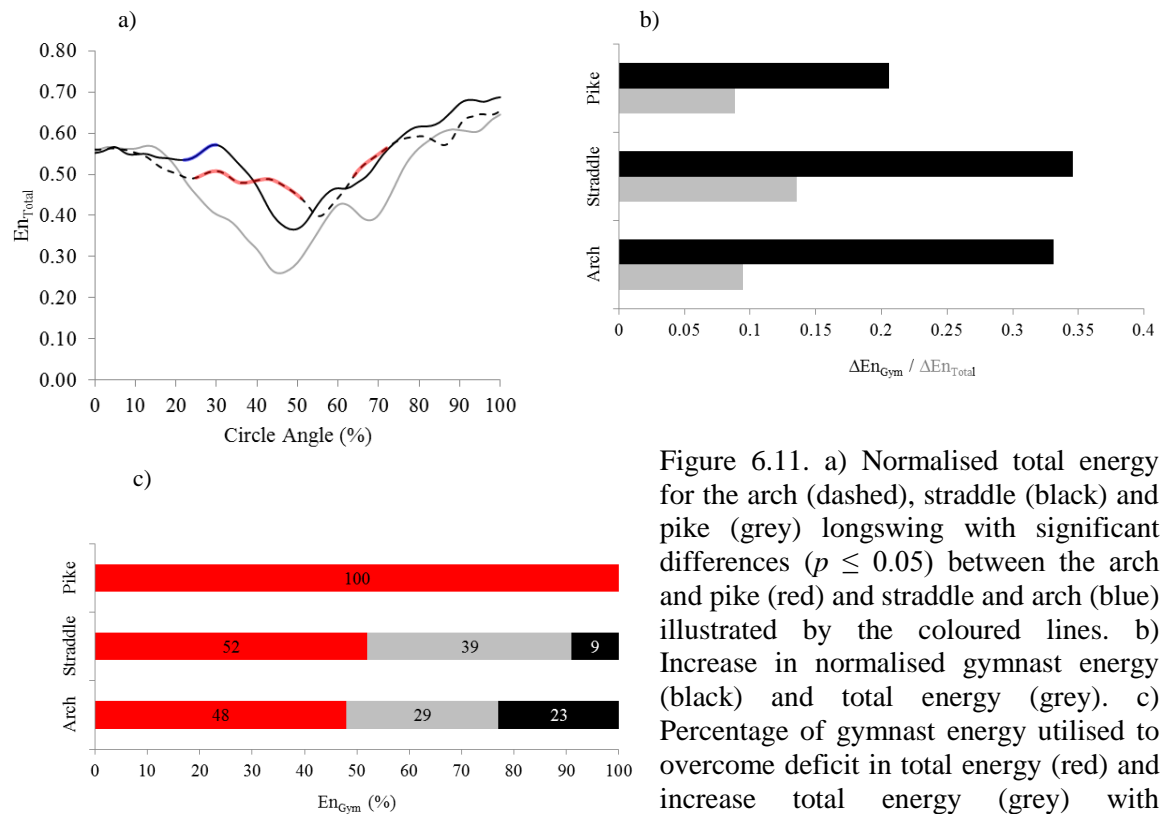 a)
0.80
0.70
0.60
0.50
0.40
0.30
0.20
0.10
0.00
En_Total
0 10 20 30 40 50 60 70 80 90 100
Circle Angle (%)
b)
Pike
Straddle
Arch
0 0.05 0.1 0.15 0.2 0.25 0.3 0.35 0.4
ΔEn_Gym / ΔEn_Total
c)
Pike
100
Straddle
52 39 9
Arch
48 29 23
0 10 20 30 40 50 60 70 80 90 100
En_Gym (%)
Figure 6.11. a) Normalised total energy
for the arch (dashed), straddle (black) and
pike (grey) longswing with significant
differences (p ≤ 0.05) between the arch
and pike (red) and straddle and arch (blue)
illustrated by the coloured lines. b)
Increase in normalised gymnast energy
(black) and total energy (grey). c)
Percentage of gymnast energy utilised to
overcome deficit in total energy (red) and
increase total energy (grey) with